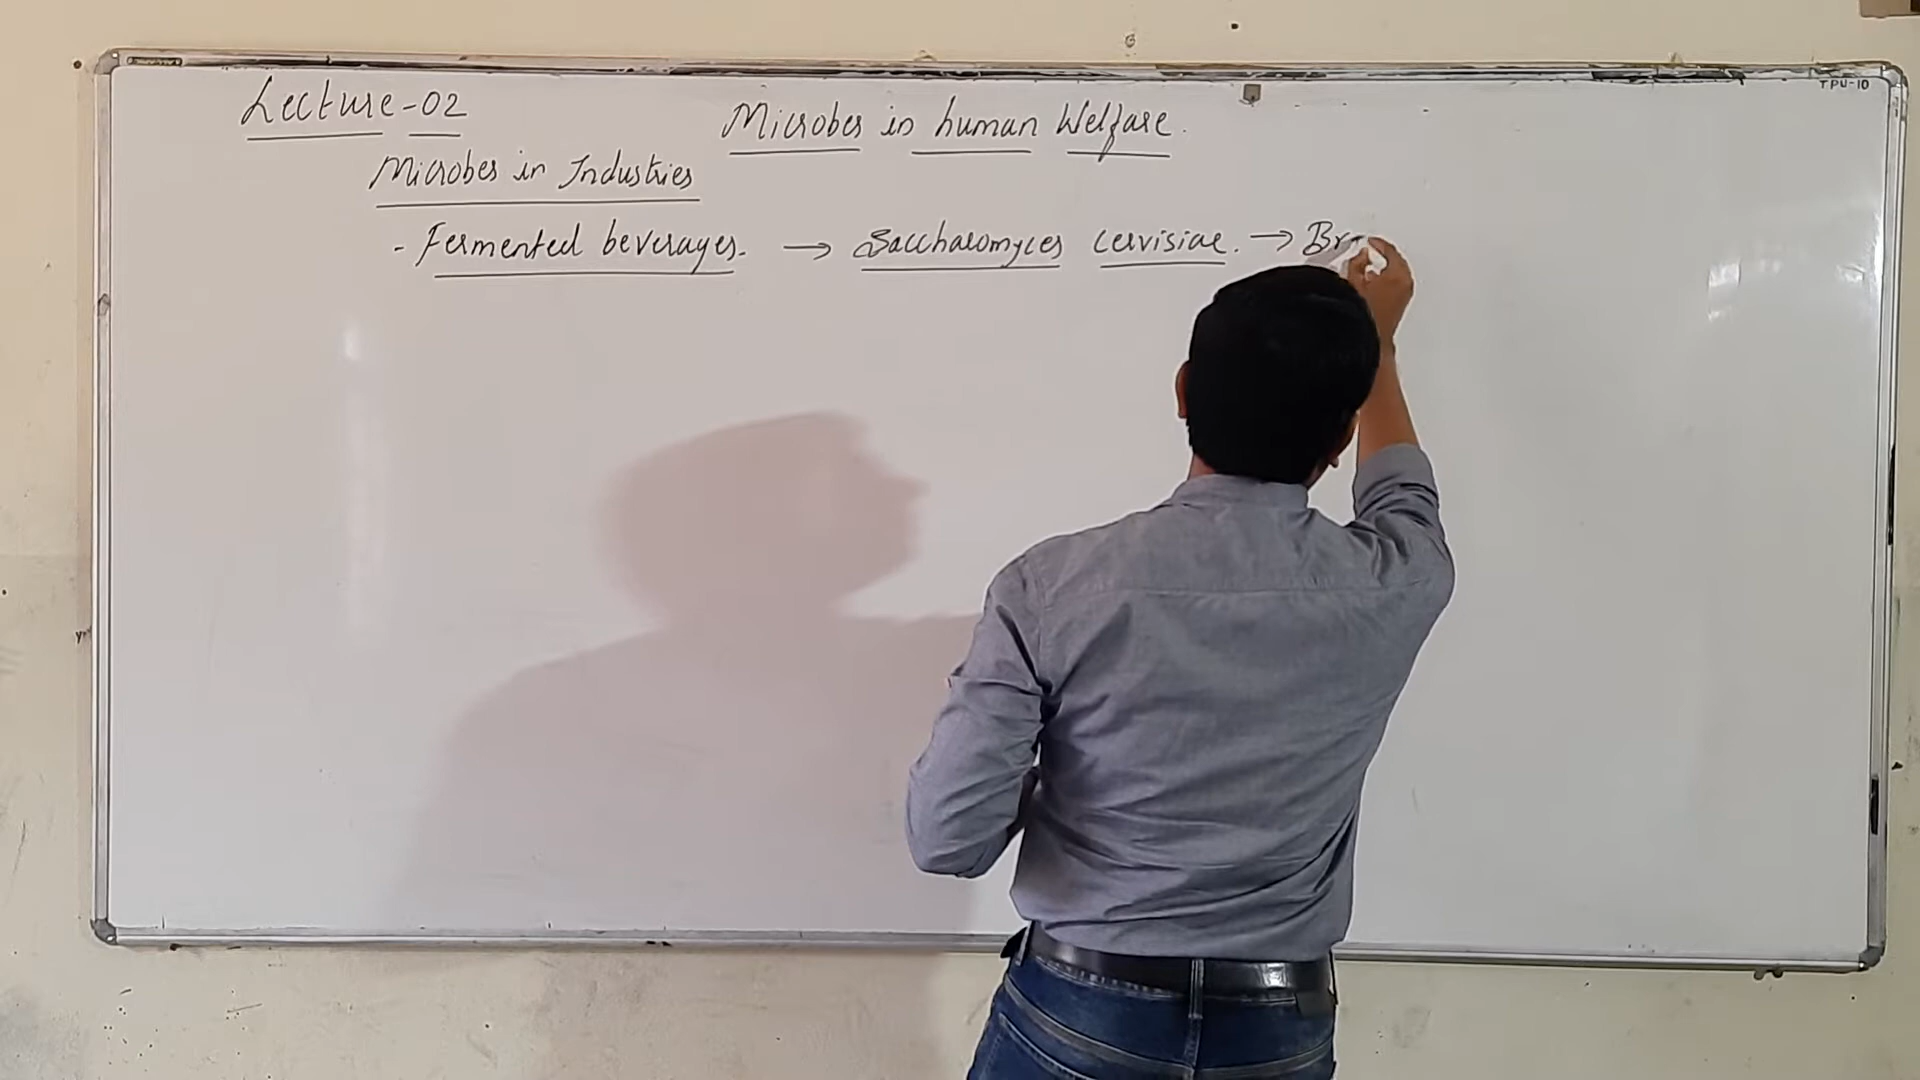 Lecture-02
Microbes in human Welfare.
Microbes in Industries
- Fermented beverages. → Saccharomyces cervisiae. → Br
TPU-10